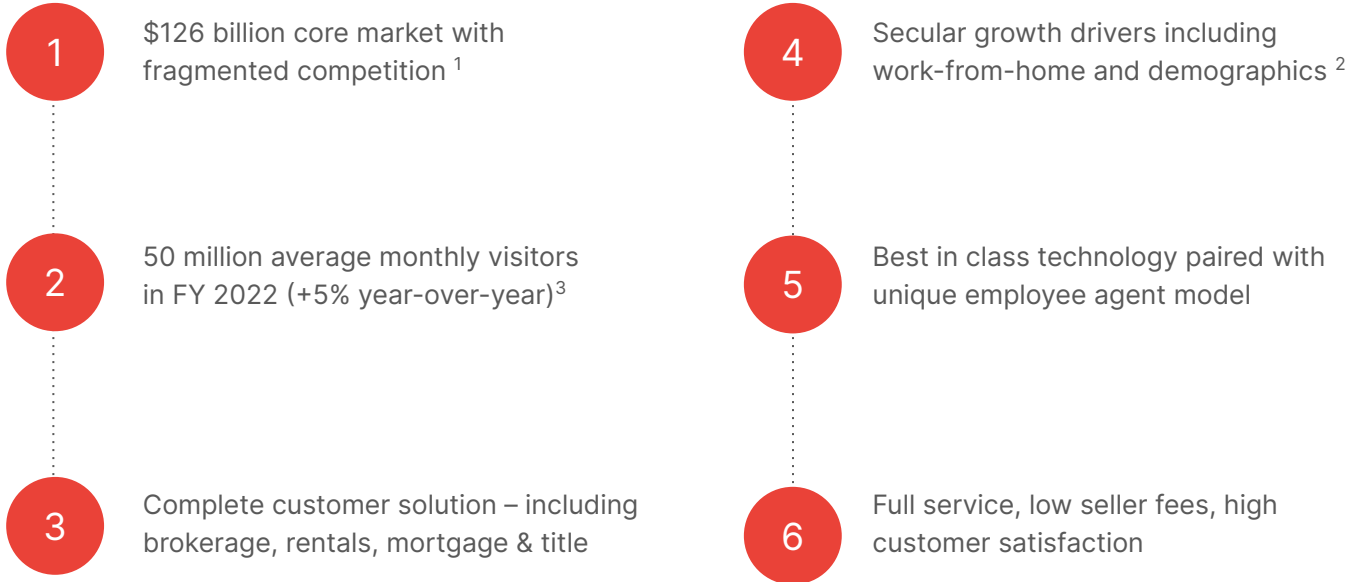 1
$126 billion core market with
fragmented competition 1
2
50 million average monthly visitors
in FY 2022 (+5% year-over-year)3
3
Complete customer solution – including
brokerage, rentals, mortgage & title
4
Secular growth drivers including
work-from-home and demographics 2
5
Best in class technology paired with
unique employee agent model
6
Full service, low seller fees, high
customer satisfaction